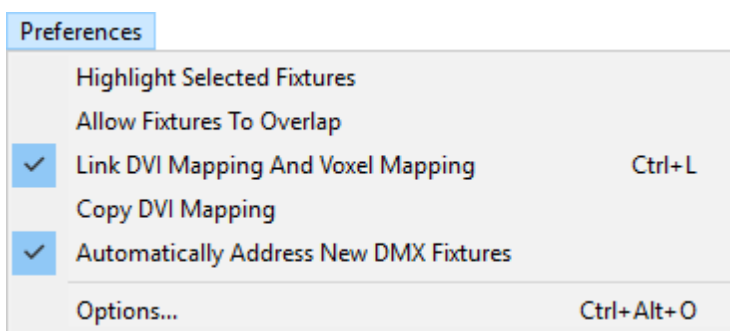 Preferences
Highlight Selected Fixtures
Allow Fixtures To Overlap
Link DVI Mapping And Voxel Mapping Ctrl+L
Copy DVI Mapping
Automatically Address New DMX Fixtures
Options... Ctrl+Alt+O